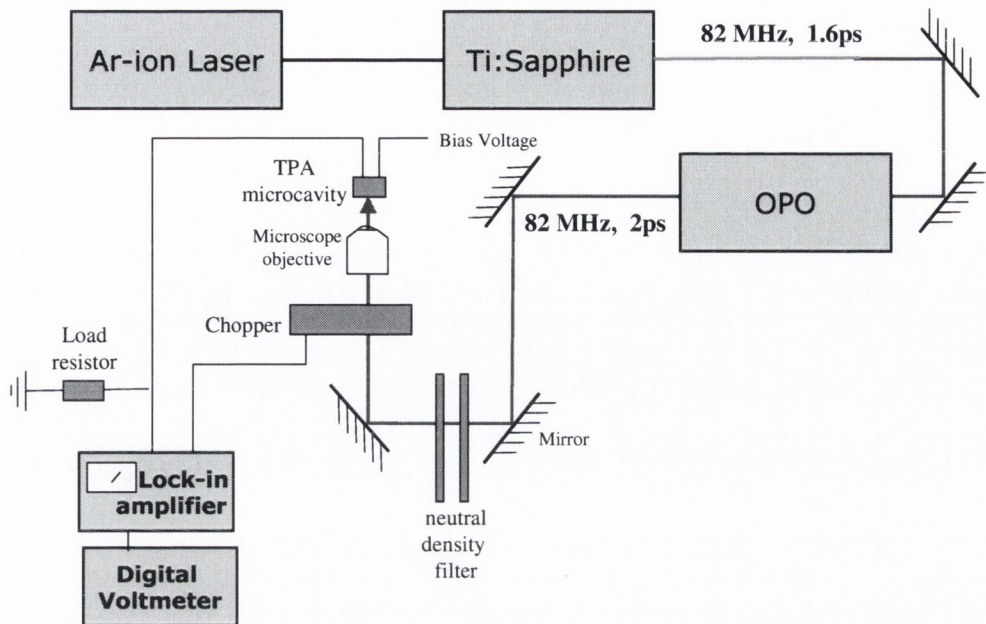 Ar-ion Laser
Ti:Sapphire
82 MHz, 1.6ps
Bias Voltage
TPA
microcavity
OPO
82 MHz, 2ps
Microscope
objective
Chopper
Load
resistor
Mirror
Lock-in
amplifier
neutral
density
filter
Digital
Voltmeter